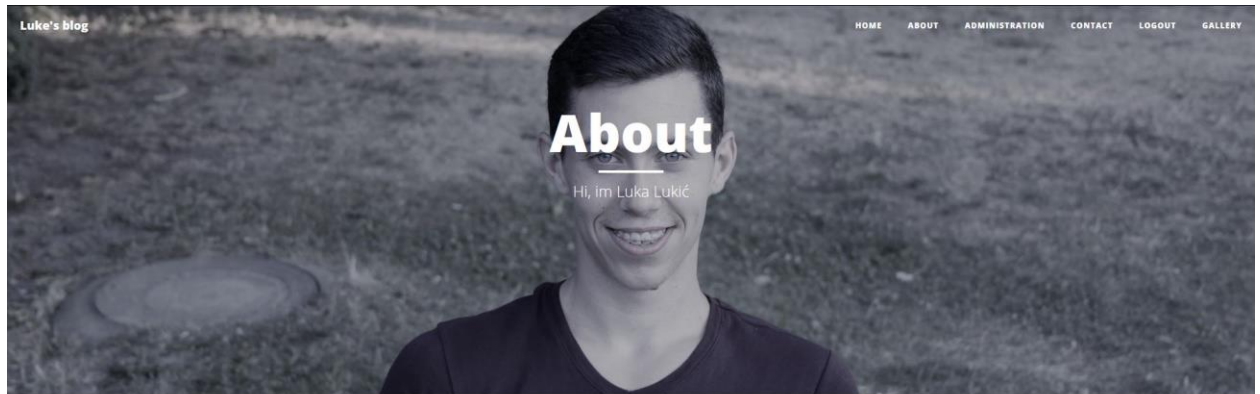 Luke's blog
HOME ABOUT ADMINISTRATION CONTACT LOGOUT GALLERY
About
Hi, im Luka Lukić